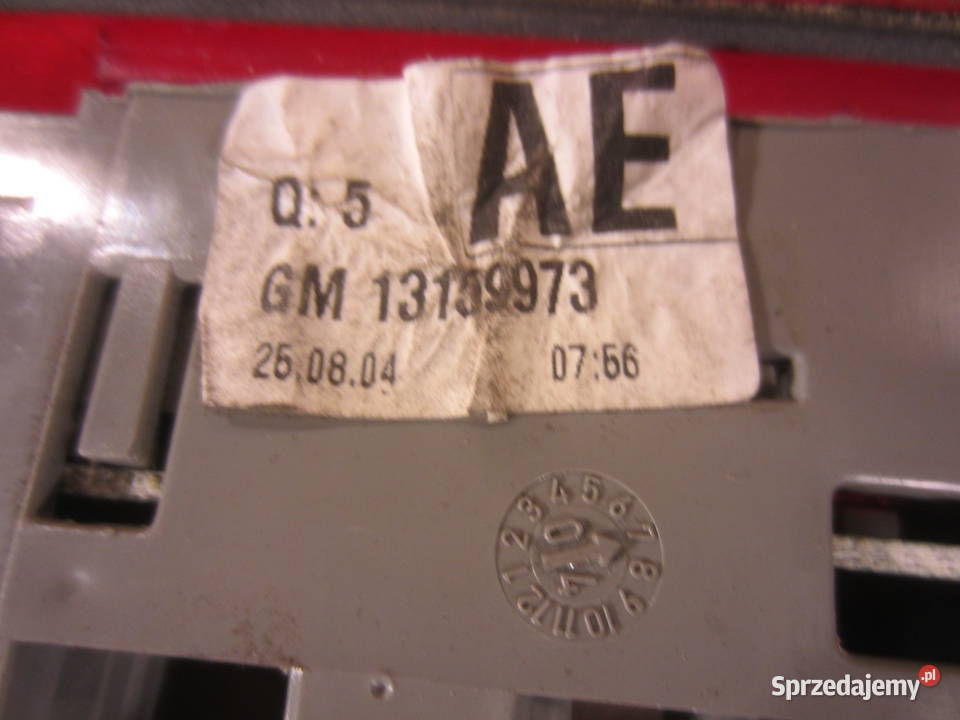 AE
Q: 5
GM 13139973
25.08.04 07:56
1 2 3 4 5 6 7 8 9 10 11 12
04
Sprzedajemy.pl